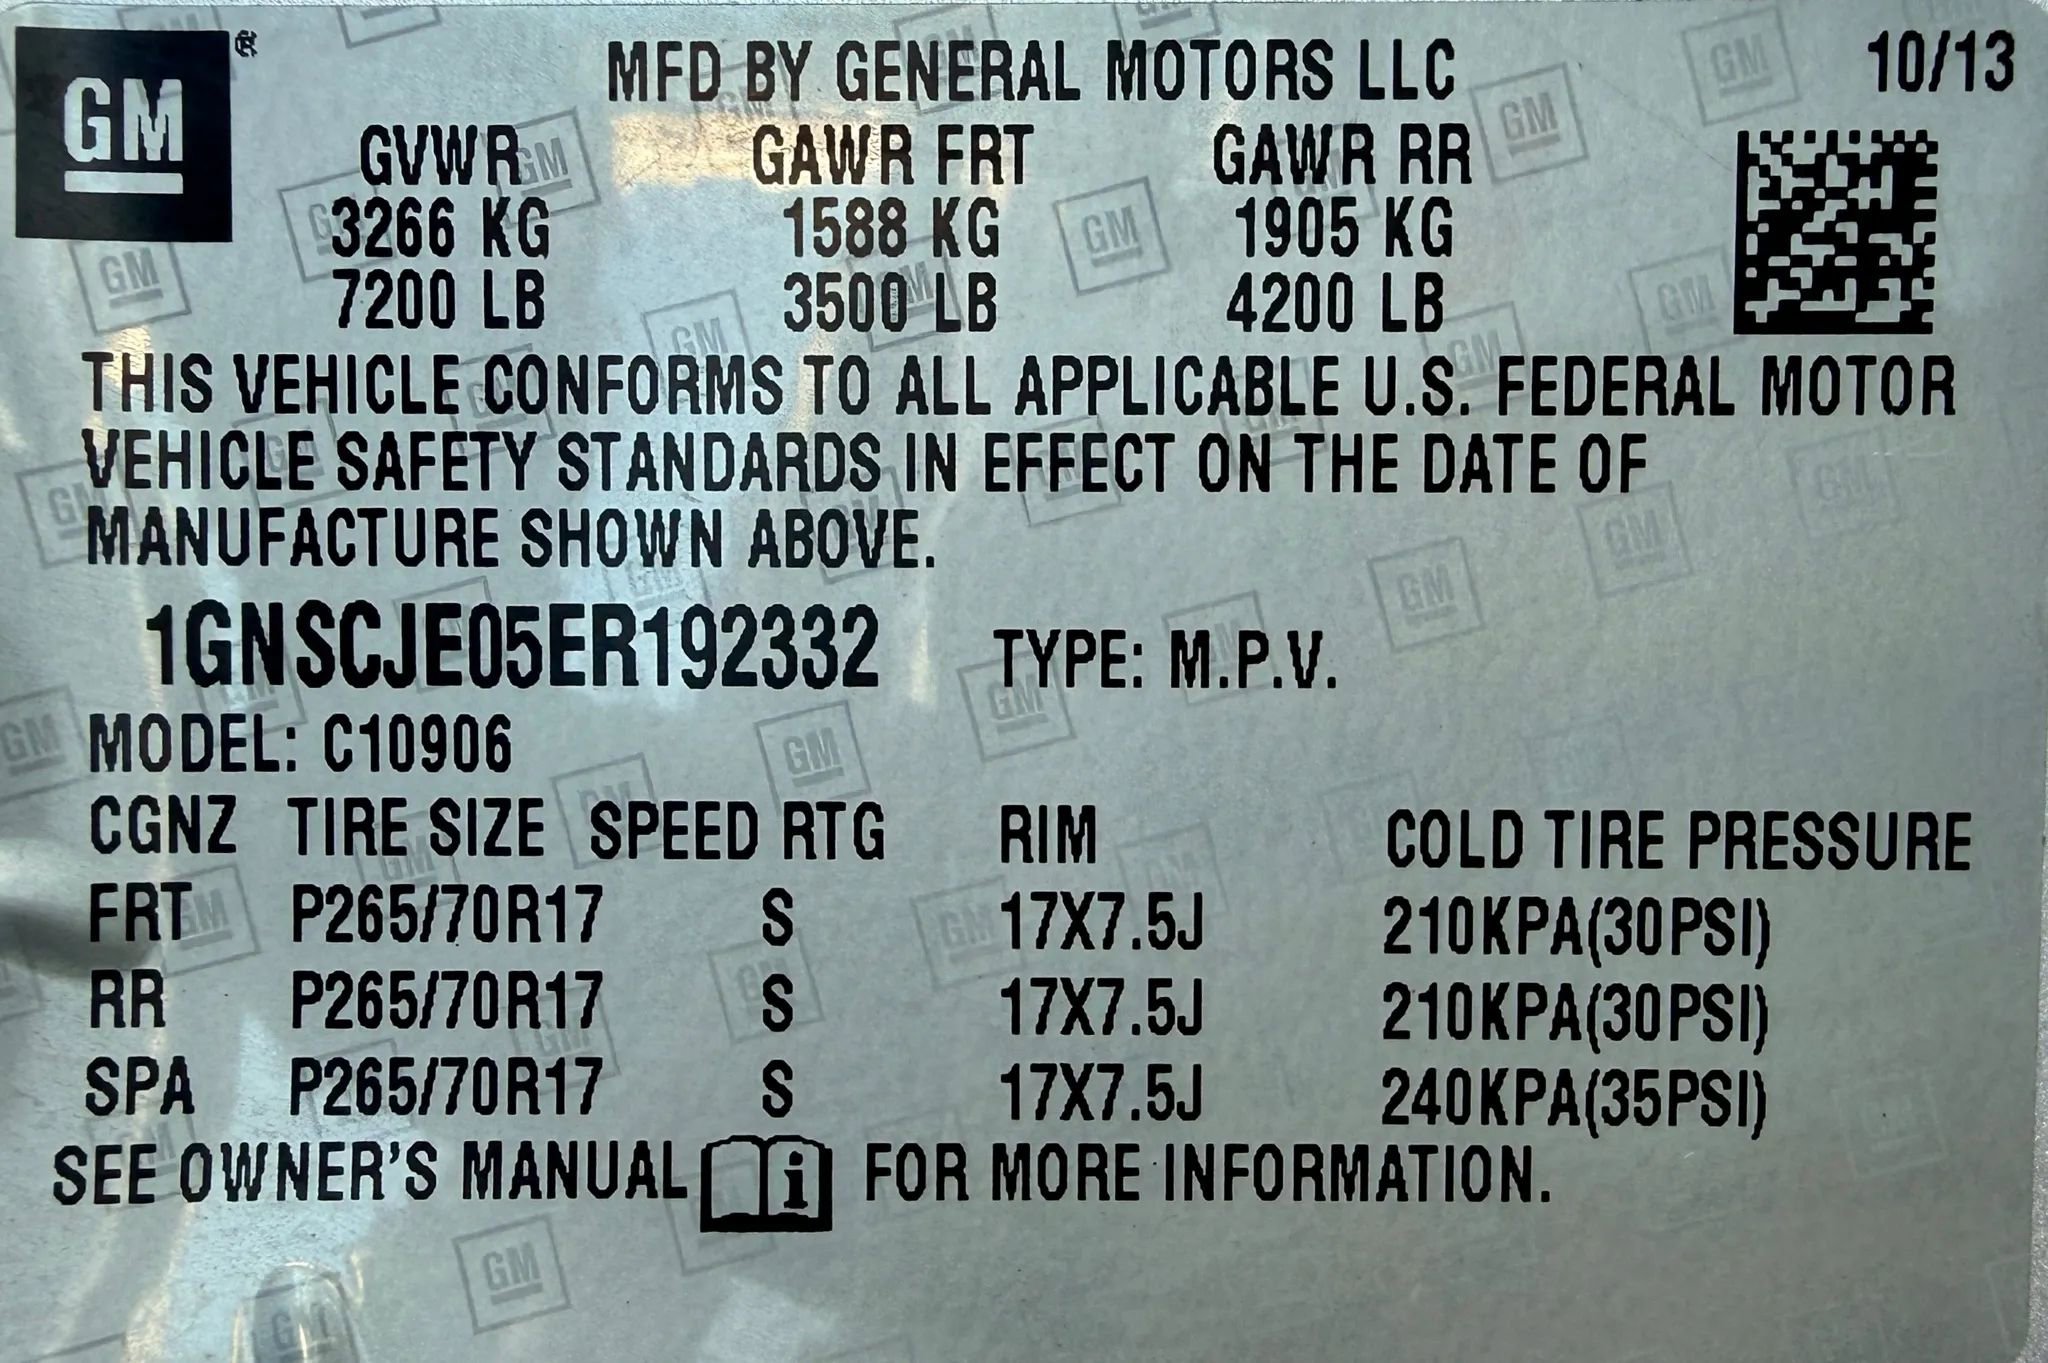 GM®
MFD BY GENERAL MOTORS LLC 10/13
GVWR GAWR FRT GAWR RR
3266 KG 1588 KG 1905 KG
7200 LB 3500 LB 4200 LB
THIS VEHICLE CONFORMS TO ALL APPLICABLE U.S. FEDERAL MOTOR
VEHICLE SAFETY STANDARDS IN EFFECT ON THE DATE OF
MANUFACTURE SHOWN ABOVE.
1GNSCJE05ER192332 TYPE: M.P.V.
MODEL: C10906
CGNZ TIRE SIZE SPEED RTG RIM COLD TIRE PRESSURE
FRT P265/70R17 S 17X7.5J 210KPA(30PSI)
RR P265/70R17 S 17X7.5J 210KPA(30PSI)
SPA P265/70R17 S 17X7.5J 240KPA(35PSI)
SEE OWNER'S MANUAL i FOR MORE INFORMATION.